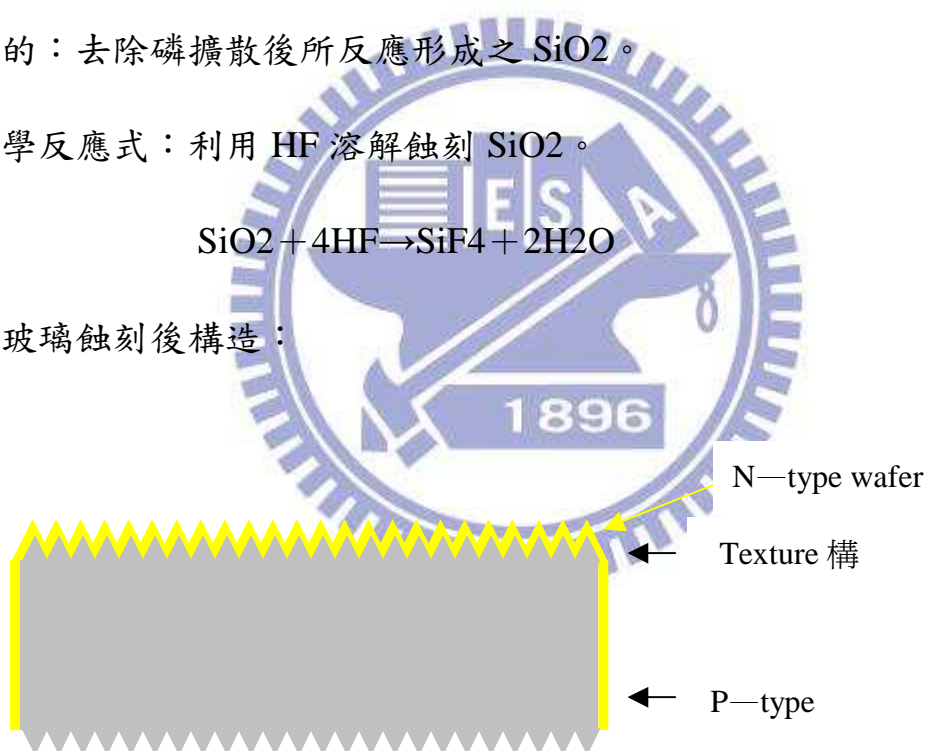 的：去除磷擴散後所反應形成之 SiO2。
學反應式：利用 HF 溶解蝕刻 SiO2。
SiO2＋4HF→SiF4＋2H2O
玻璃蝕刻後構造：
E S A
1896
N—type wafer
Texture 構
P—type